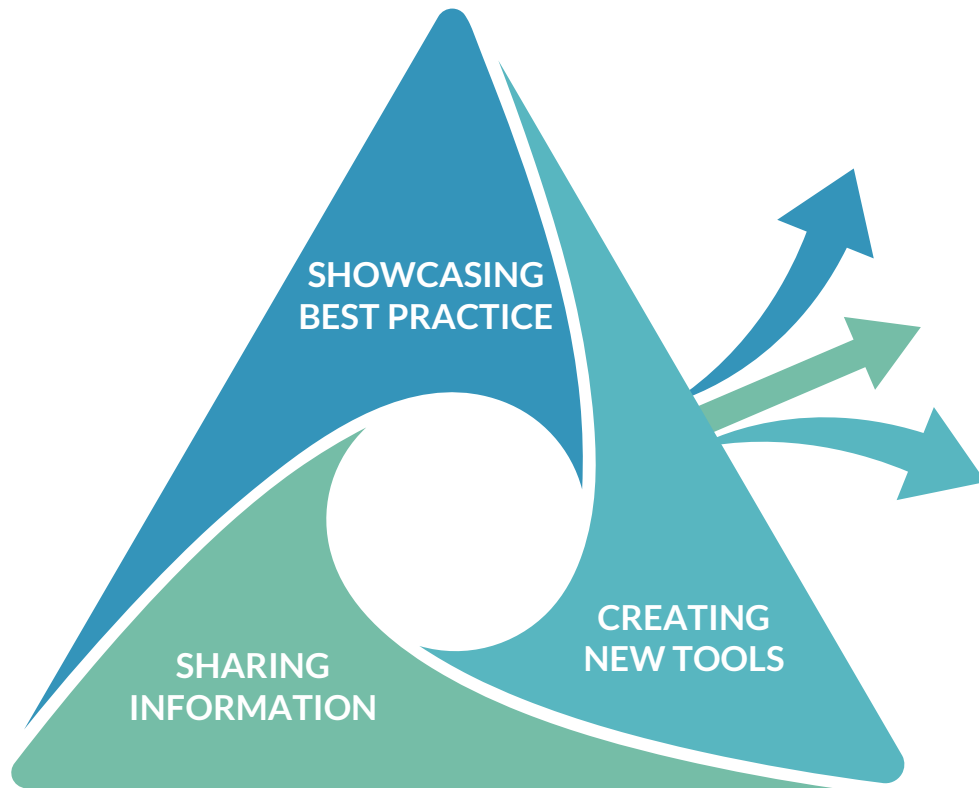 SHOWCASING
BEST PRACTICE
CREATING
NEW TOOLS
SHARING
INFORMATION